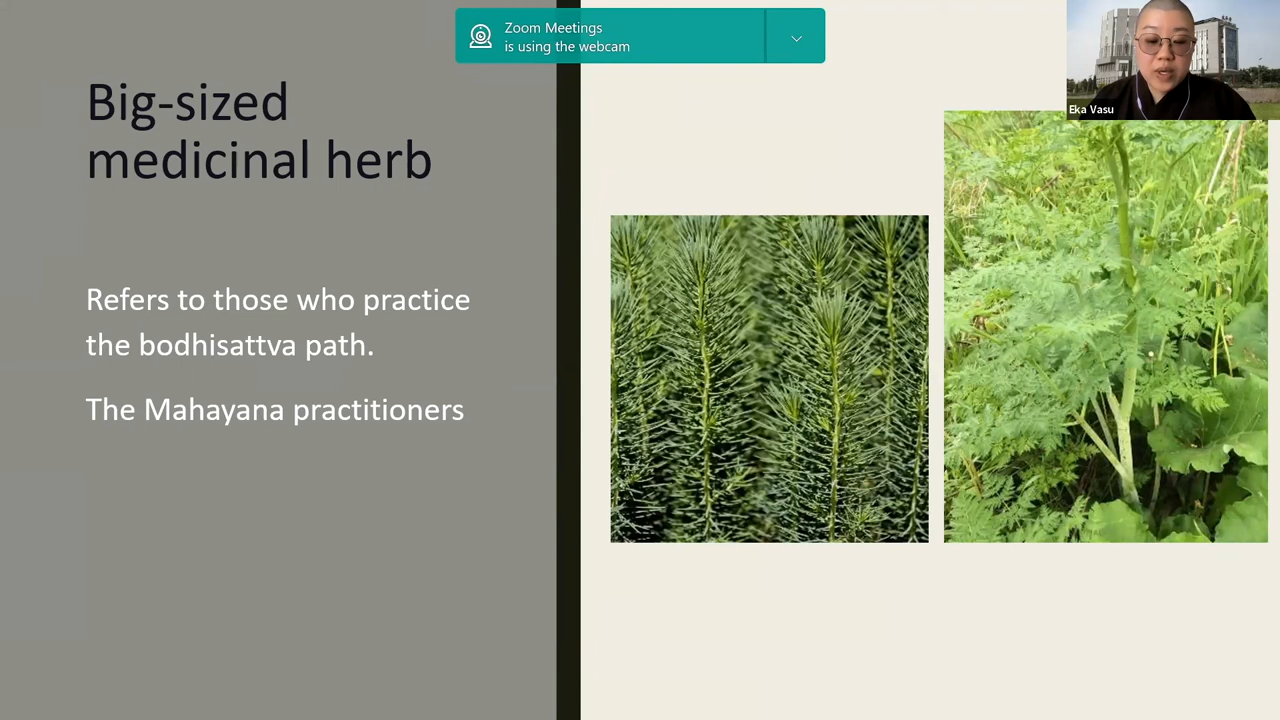 Zoom Meetings
is using the webcam
Eka Vasu
Big-sized
medicinal herb
Refers to those who practice
the bodhisattva path.
The Mahayana practitioners